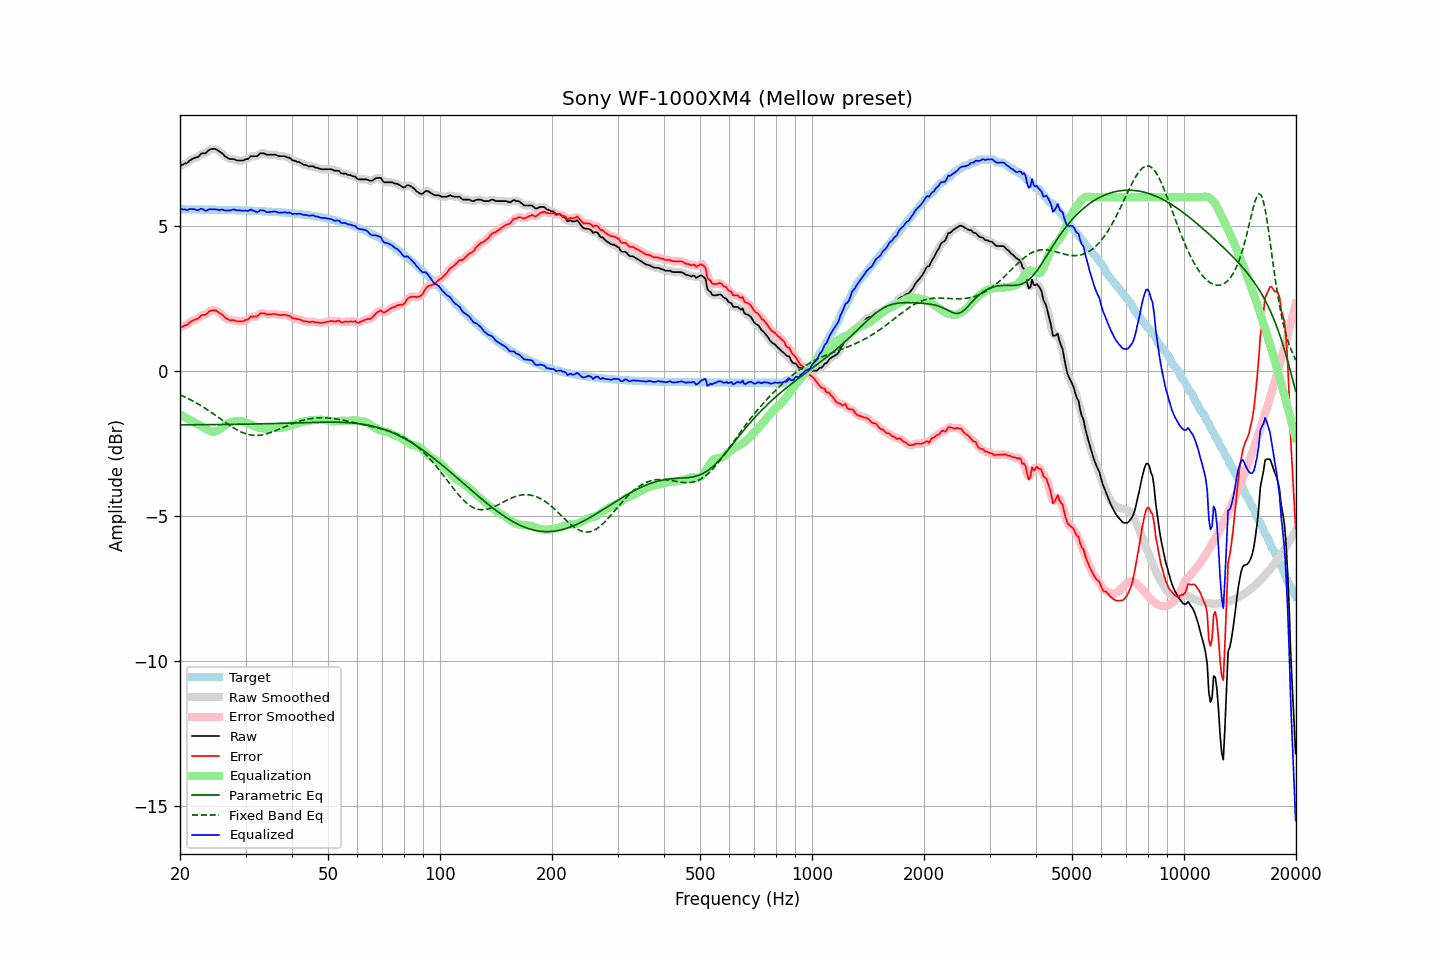 Sony WF-1000XM4 (Mellow preset)
Amplitude (dBr)
5
0
−5
−10
−15
Target
Raw Smoothed
Error Smoothed
Raw
Error
Equalization
Parametric Eq
Fixed Band Eq
Equalized
20 50 100 200 500 1000 2000 5000 10000 20000
Frequency (Hz)